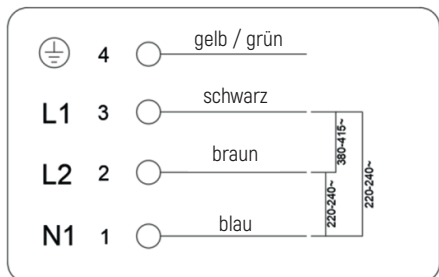 4 gelb / grün
L1 3 schwarz
L2 2 braun
N1 1 blau
380-415~
220-240~
220-240~